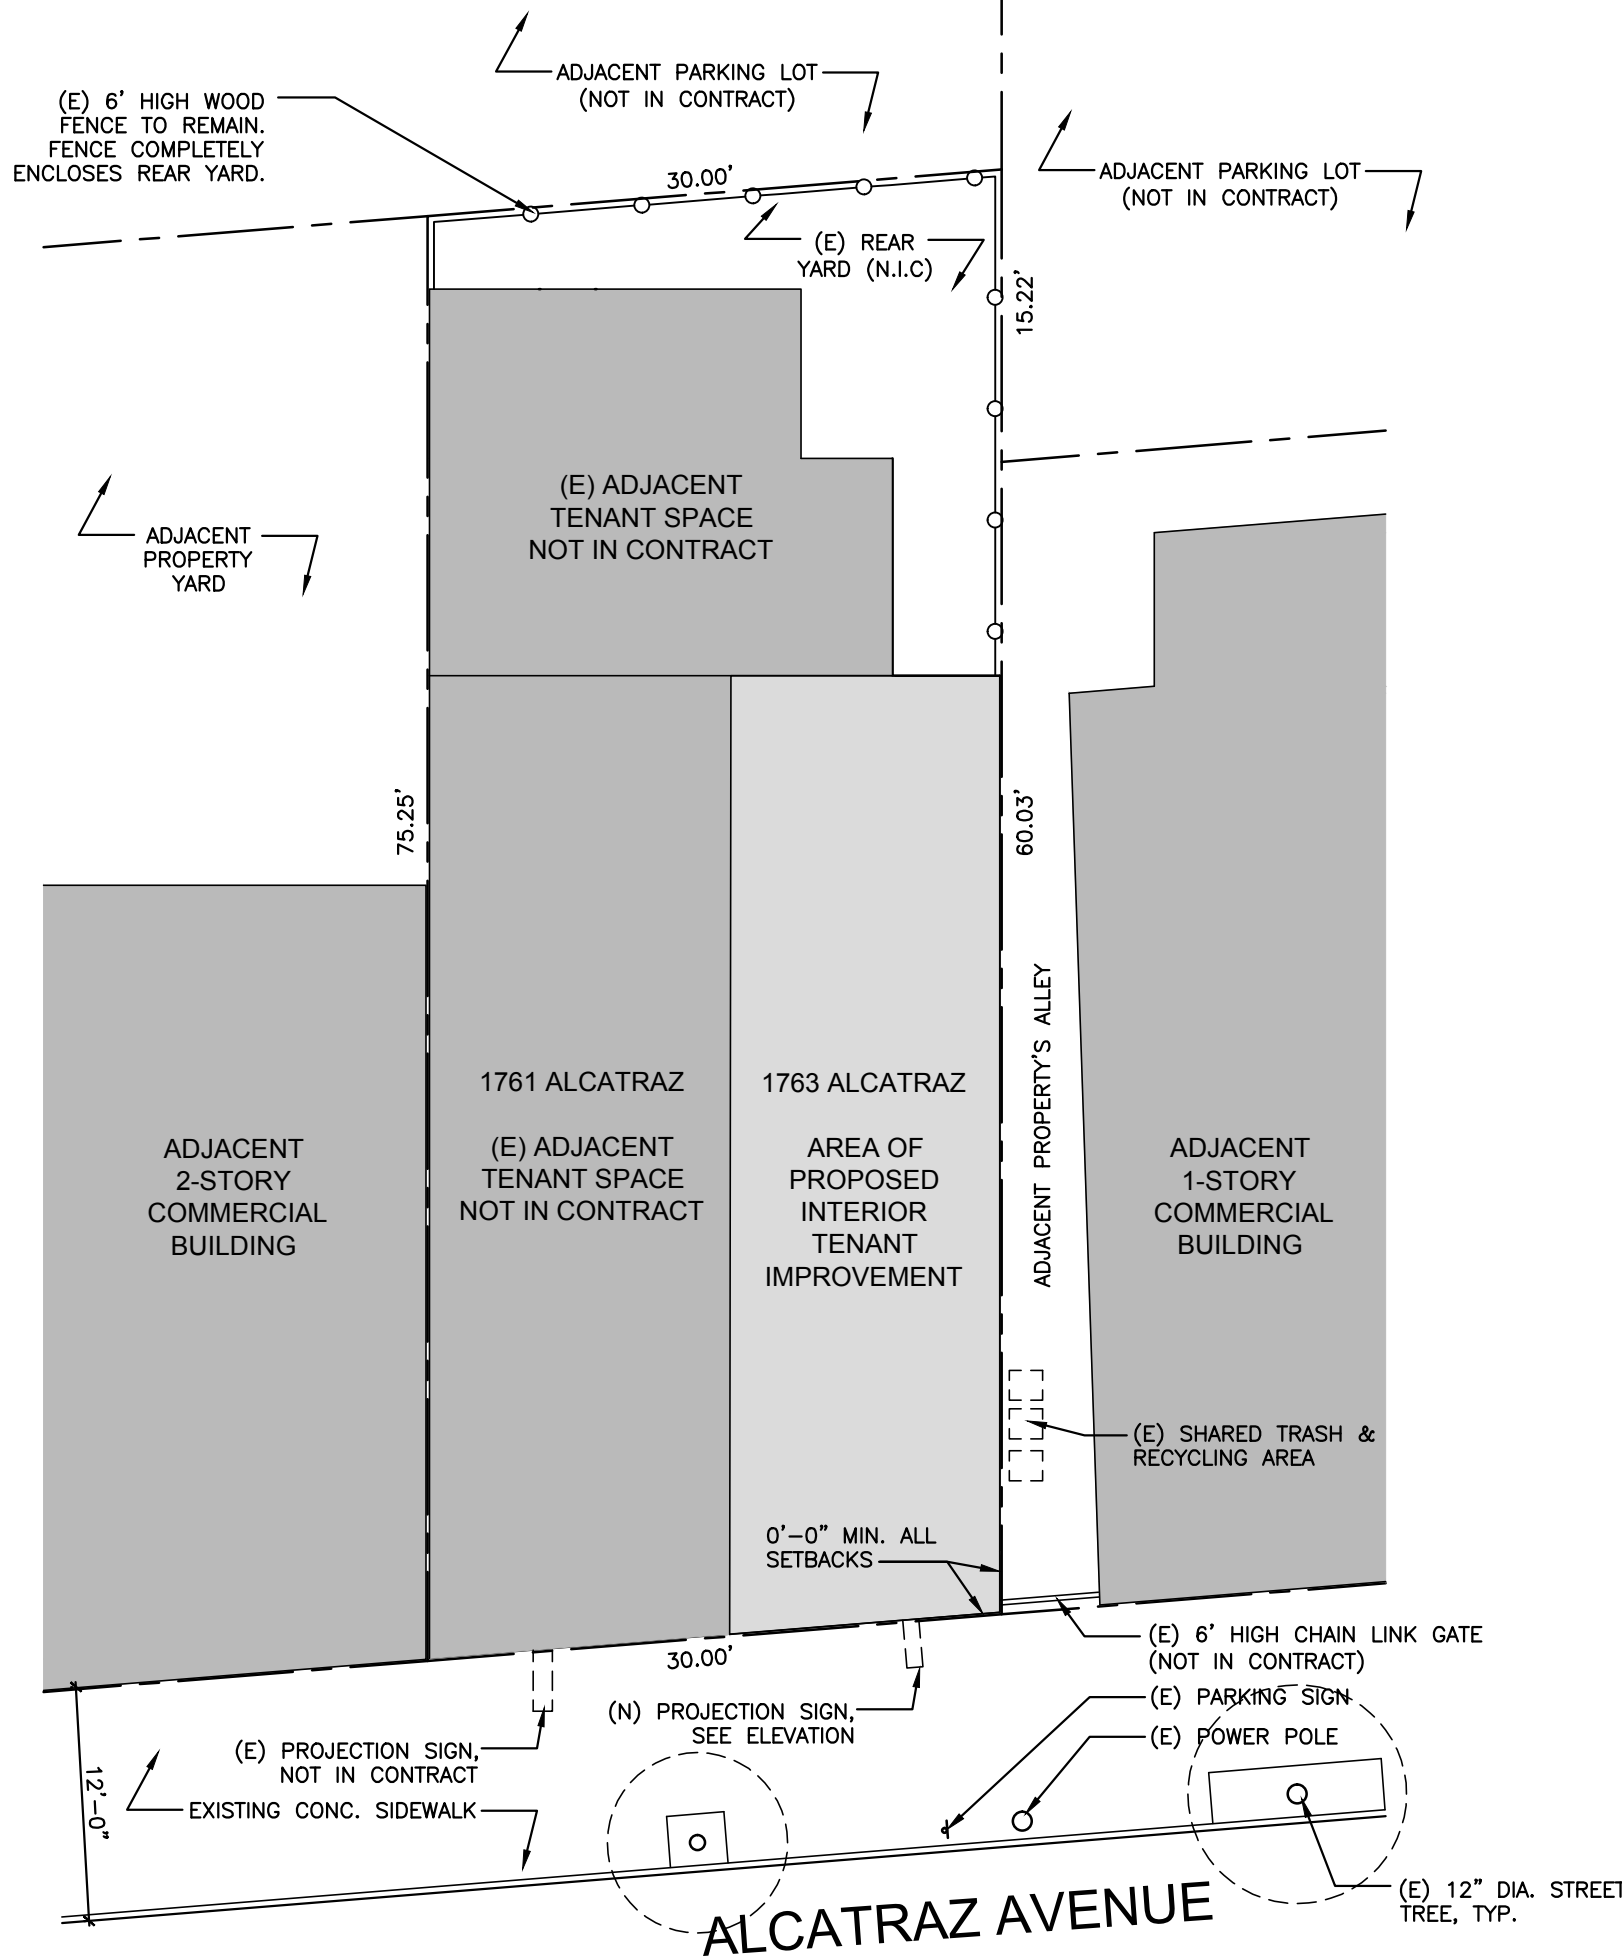 ADJACENT PARKING LOT
(NOT IN CONTRACT)
(E) 6' HIGH WOOD
FENCE TO REMAIN.
FENCE COMPLETELY
ENCLOSES REAR YARD.
30.00'
ADJACENT PARKING LOT
(NOT IN CONTRACT)
(E) REAR
YARD (N.I.C)
15.22'
(E) ADJACENT
TENANT SPACE
NOT IN CONTRACT
ADJACENT
PROPERTY
YARD
75.25'
60.03'
ADJACENT PROPERTY'S ALLEY
ADJACENT
2-STORY
COMMERCIAL
BUILDING
1761 ALCATRAZ
(E) ADJACENT
TENANT SPACE
NOT IN CONTRACT
1763 ALCATRAZ
AREA OF
PROPOSED
INTERIOR
TENANT
IMPROVEMENT
ADJACENT
1-STORY
COMMERCIAL
BUILDING
(E) SHARED TRASH &
RECYCLING AREA
0'-0" MIN. ALL
SETBACKS
30.00'
(E) 6' HIGH CHAIN LINK GATE
(NOT IN CONTRACT)
(E) PARKING SIGN
(E) POWER POLE
(N) PROJECTION SIGN,
SEE ELEVATION
(E) PROJECTION SIGN,
NOT IN CONTRACT
12'-0"
EXISTING CONC. SIDEWALK
(E) 12" DIA. STREET
TREE, TYP.
ALCATRAZ AVENUE